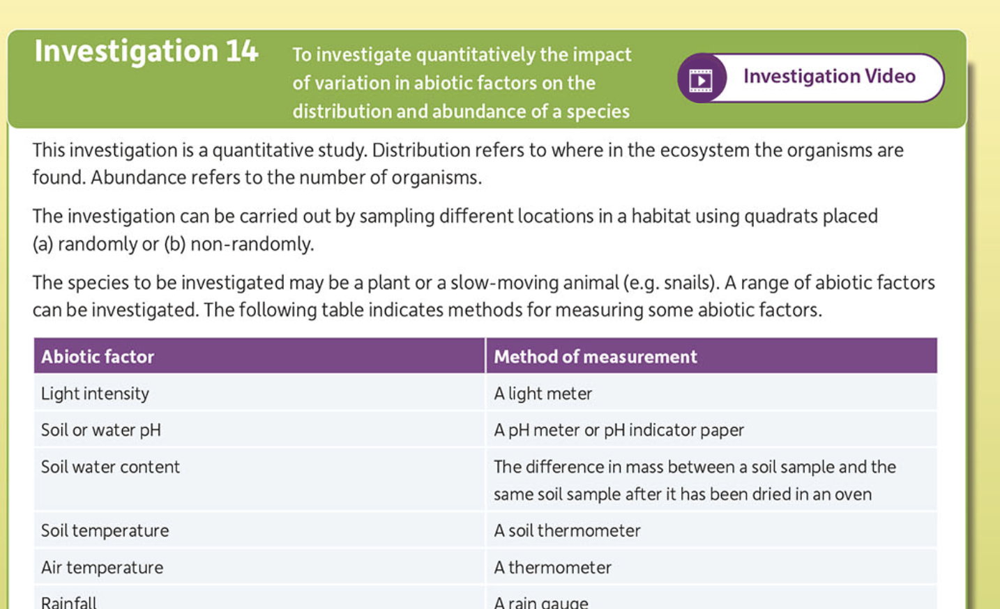 Investigation 14
To investigate quantitatively the impact
of variation in abiotic factors on the
distribution and abundance of a species
Investigation Video
This investigation is a quantitative study. Distribution refers to where in the ecosystem the organisms are
found. Abundance refers to the number of organisms.
The investigation can be carried out by sampling different locations in a habitat using quadrats placed
(a) randomly or (b) non-randomly.
The species to be investigated may be a plant or a slow-moving animal (e.g. snails). A range of abiotic factors
can be investigated. The following table indicates methods for measuring some abiotic factors.
Abiotic factor Method of measurement
Light intensity A light meter
Soil or water pH A pH meter or pH indicator paper
Soil water content The difference in mass between a soil sample and the
same soil sample after it has been dried in an oven
Soil temperature A soil thermometer
Air temperature A thermometer
Rainfall A rain gauge